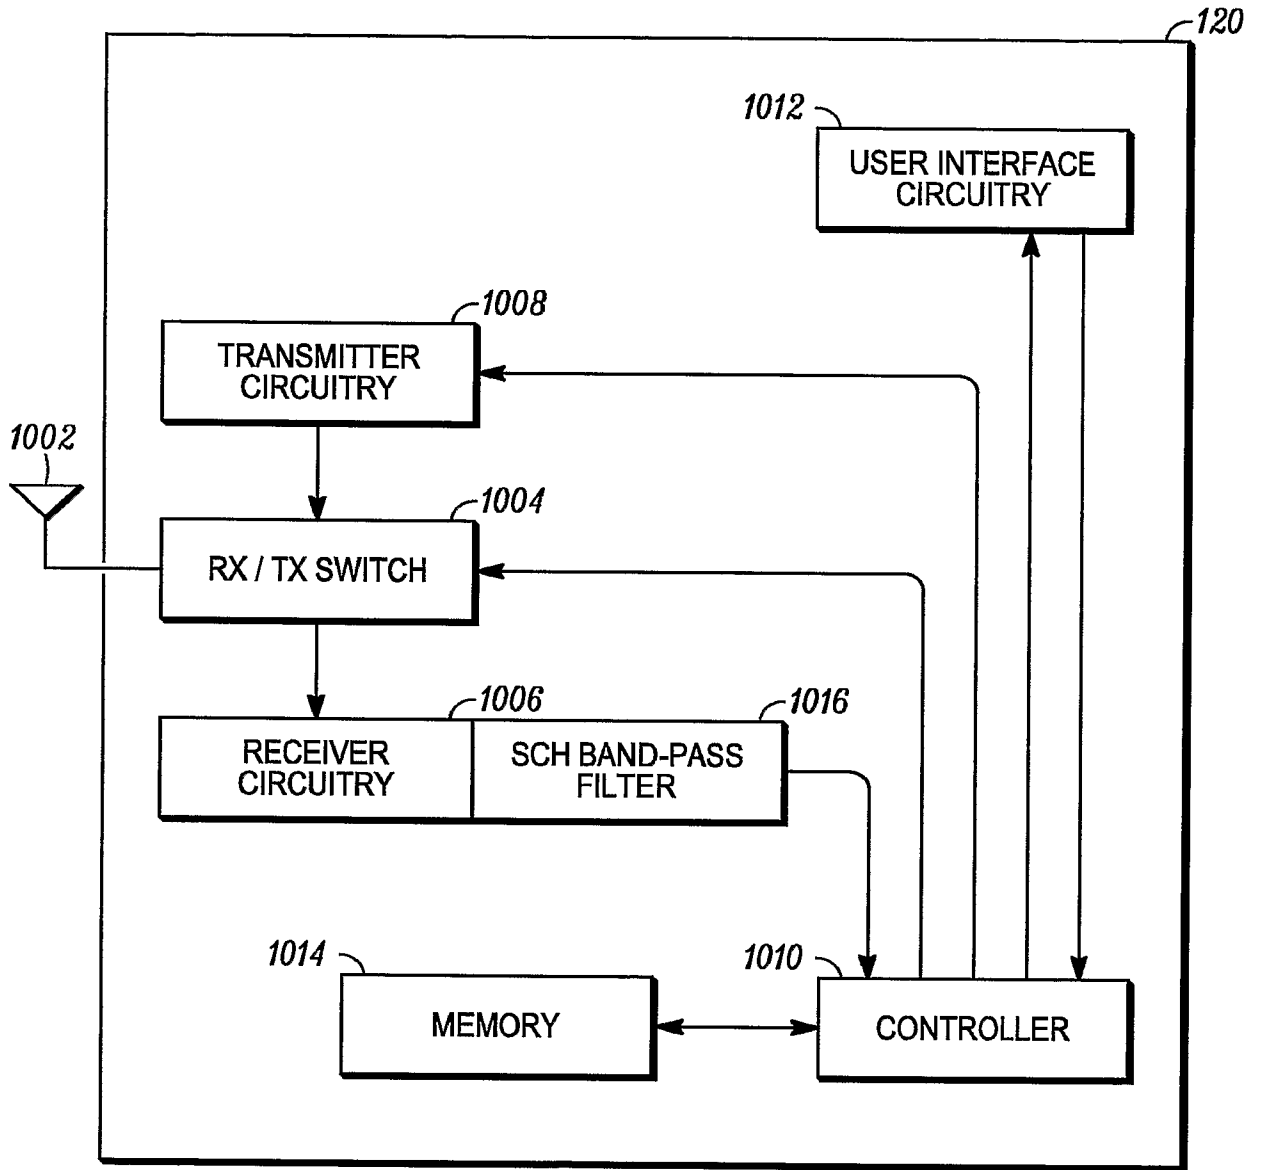 120
1012
USER INTERFACE
CIRCUITRY
1008
TRANSMITTER
CIRCUITRY
1002
1004
RX / TX SWITCH
1006
RECEIVER
CIRCUITRY
1016
SCH BAND-PASS
FILTER
1014
MEMORY
1010
CONTROLLER